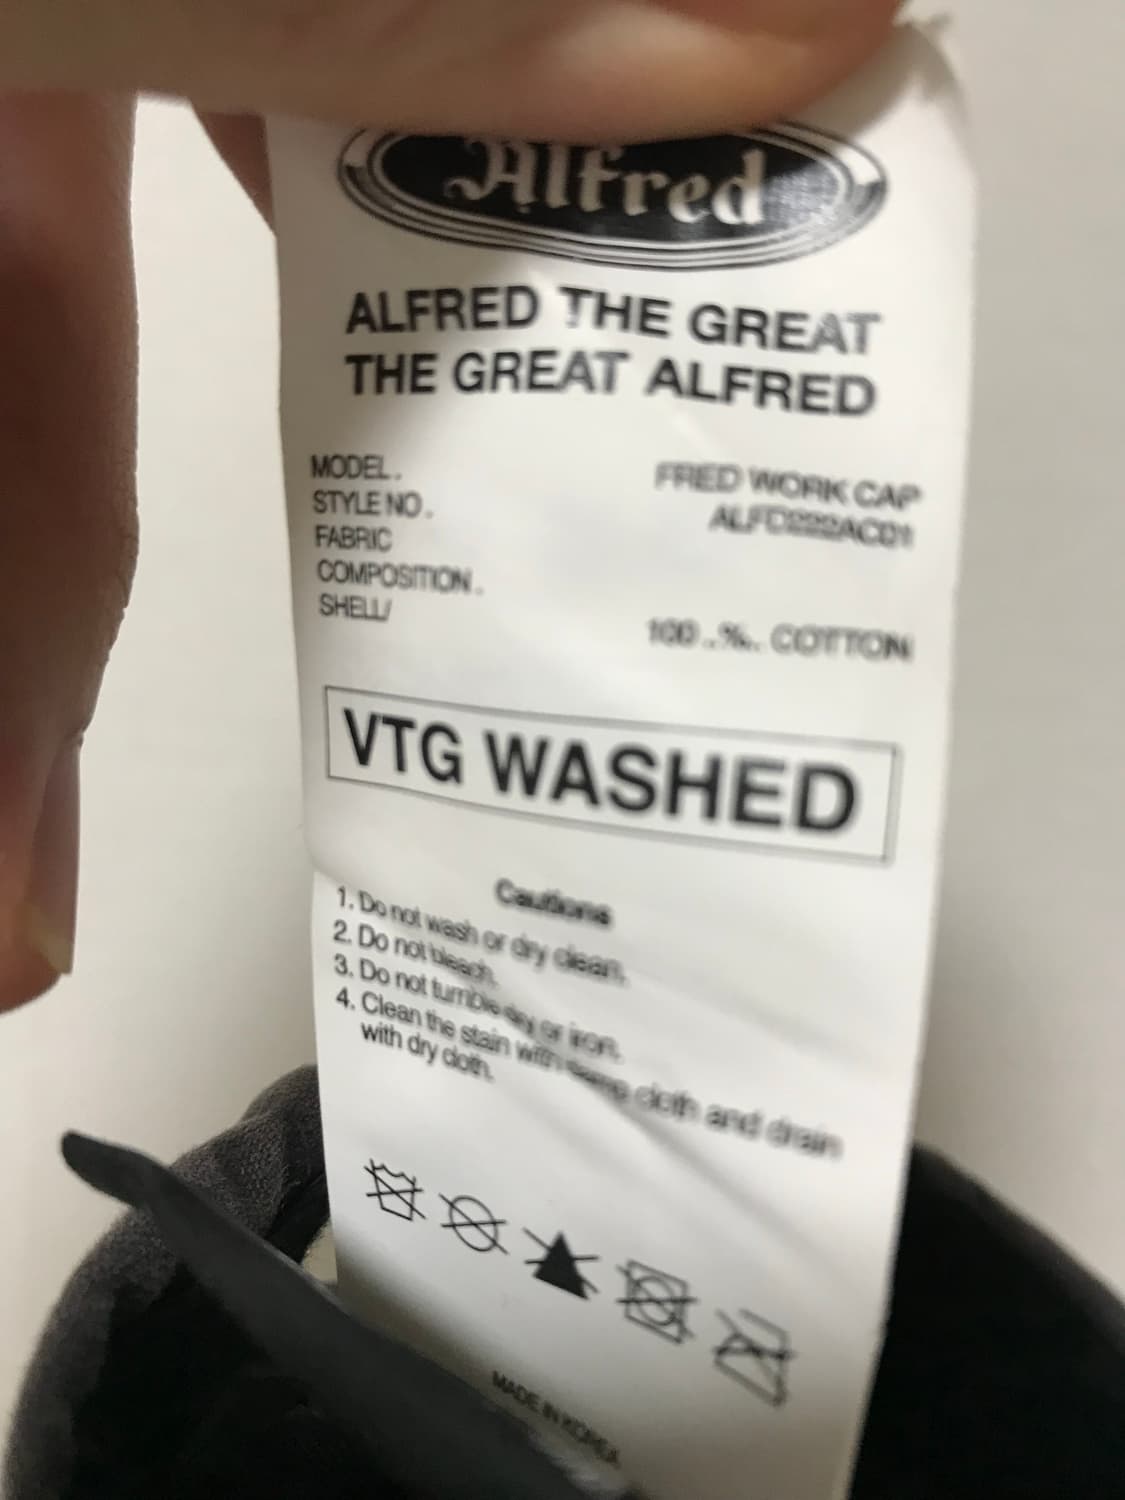 Alfred
ALFRED THE GREAT
THE GREAT ALFRED
MODEL.
FRED WORK CAP
STYLE NO.
FABRIC
COMPOSITION.
SHELL/
100..%.. COTTON
VTG WASHED
Cautions
1. Do not wash or dry clean.
2. Do not bleach.
3. Do not tumble dry or iron.
4. Clean the stain with damp cloth and drain
with dry cloth.
MADE IN KOREA